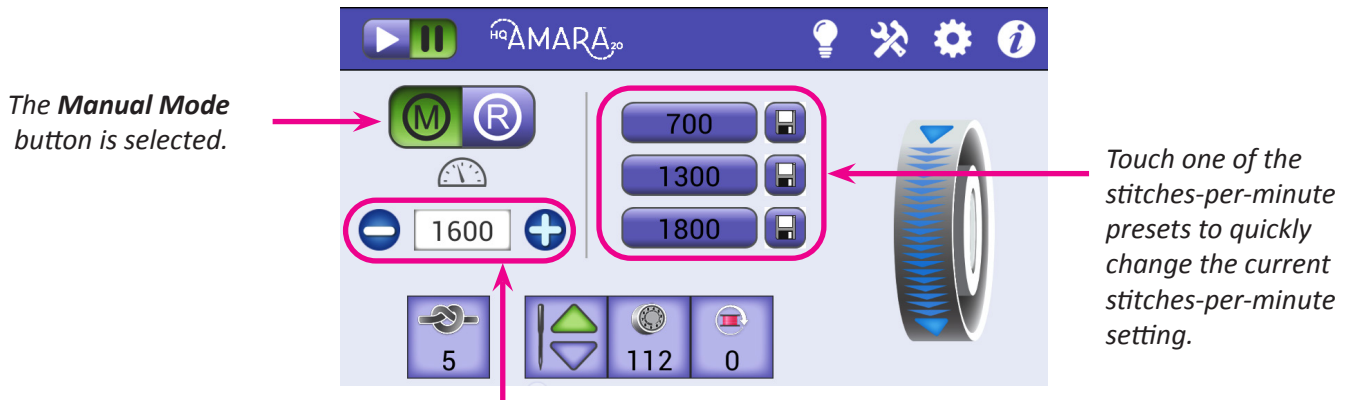 HQ AMARA 20
i
The Manual Mode
button is selected.
M R
700
1300
1800
1600
Touch one of the
stitches-per-minute
presets to quickly
change the current
stitches-per-minute
setting.
5
112
0